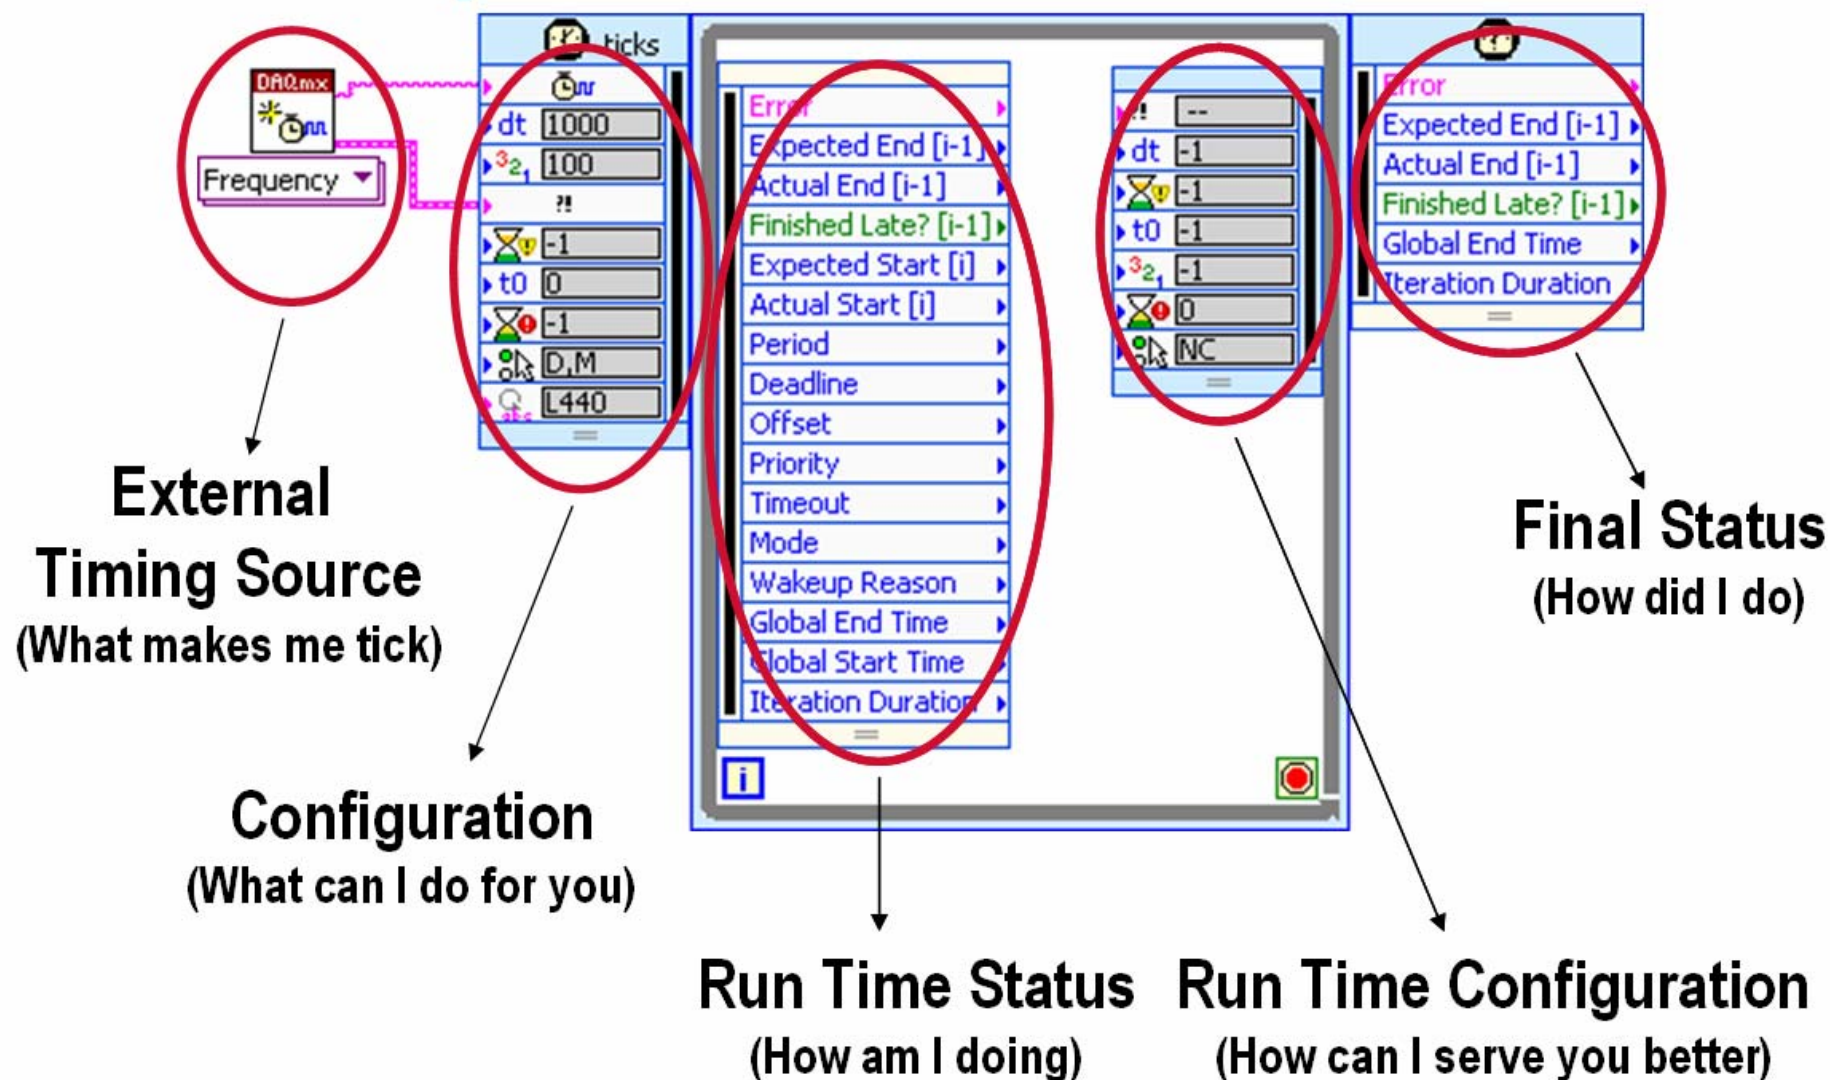 DAQmx
Frequency
ticks
dt 1000
321 100
?!
-1
t0 0
-1
D,M
abc L440
Error
Expected End [i-1]
Actual End [i-1]
Finished Late? [i-1]
Expected Start [i]
Actual Start [i]
Period
Deadline
Offset
Priority
Timeout
Mode
Wakeup Reason
Global End Time
Global Start Time
Iteration Duration
i
?! --
dt -1
-1
t0 -1
321 -1
0
NC
Error
Expected End [i-1]
Actual End [i-1]
Finished Late? [i-1]
Global End Time
Iteration Duration
External
Timing Source
(What makes me tick)
Configuration
(What can I do for you)
Run Time Status
(How am I doing)
Run Time Configuration
(How can I serve you better)
Final Status
(How did I do)